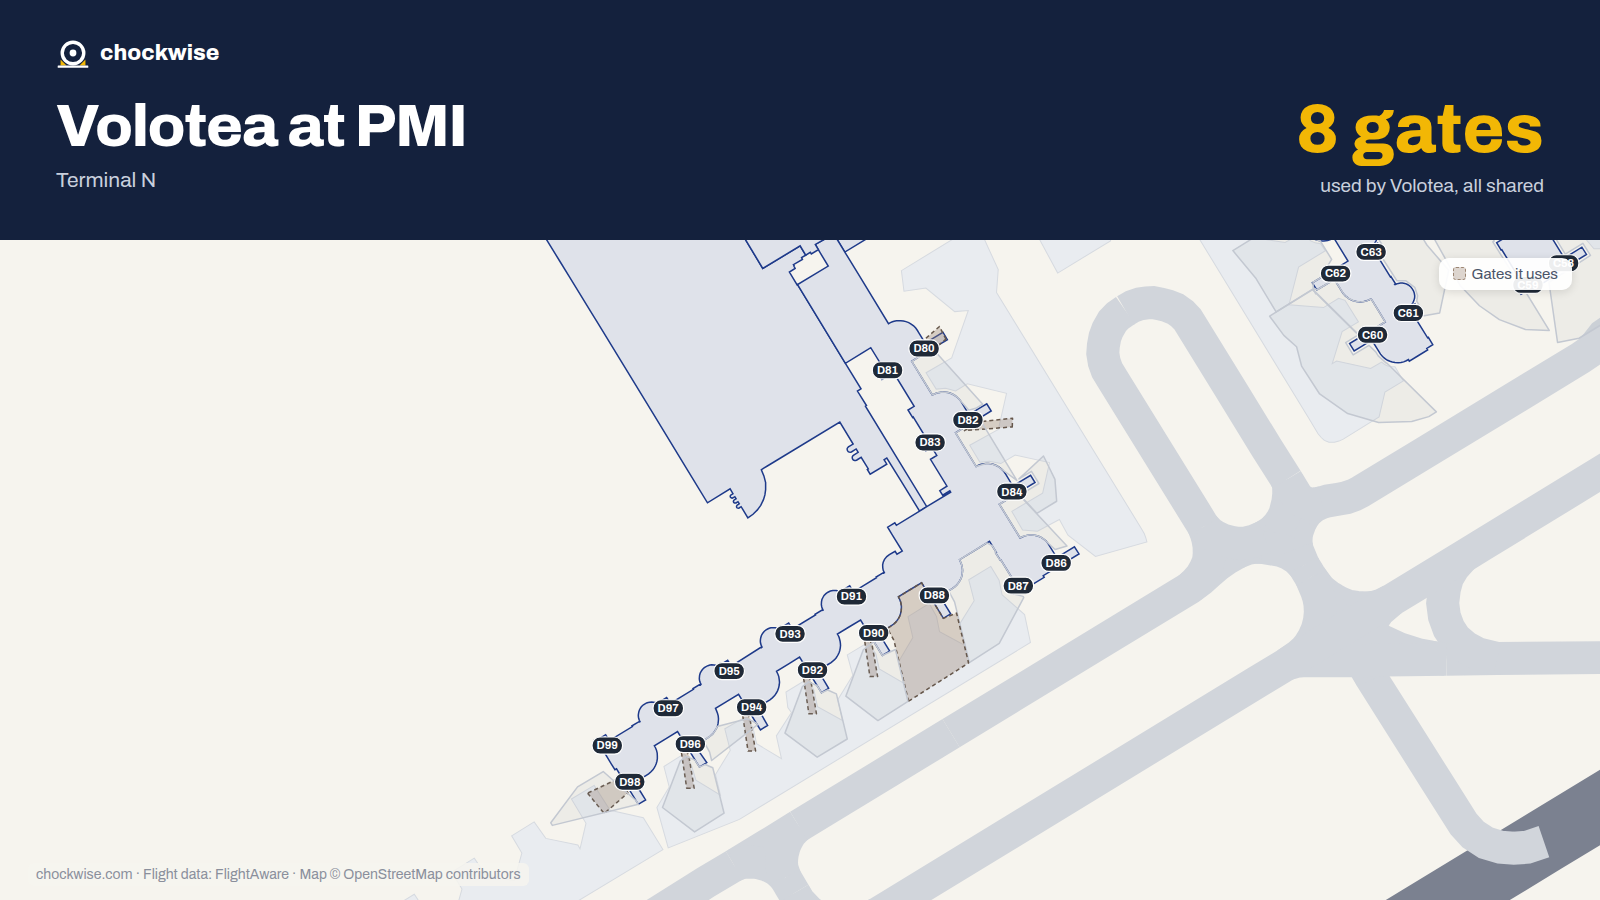 chockwise
Volotea at PMI
Terminal N
8 gates
used by Volotea, all shared
C63
C62
Gates it uses
C61
C60
D80
D81
D82
D83
D84
D86
D87
D88
D91
D90
D93
D92
D95
D94
D97
D96
D99
D98
chockwise.com · Flight data: FlightAware · Map © OpenStreetMap contributors